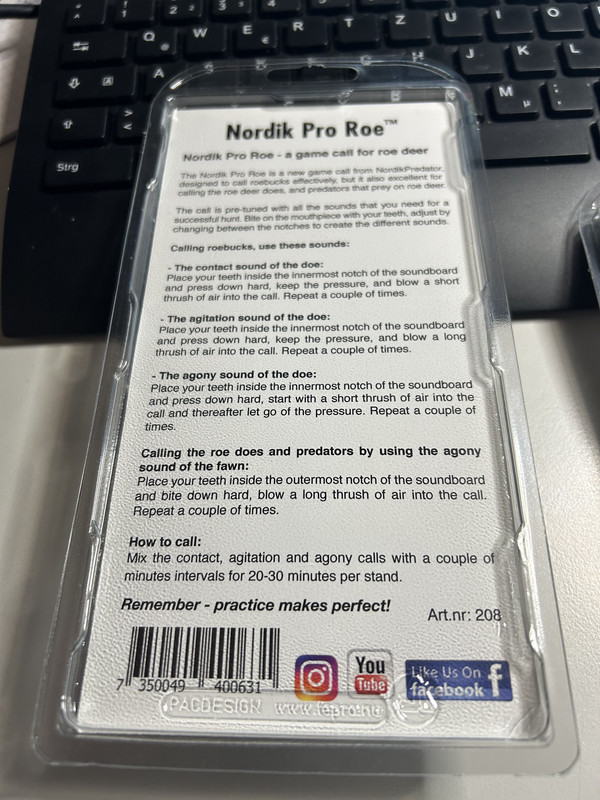 Q W E R T Z U I O
€
A
J K L
M µ
Strg
Nordik Pro Roe™
Nordik Pro Roe - a game call for roe deer
The Nordik Pro Roe is a new game call from NordikPredator,
designed to call roebucks effectively, but it also excellent for
calling the roe deer does, and predators that prey on roe deer.
The call is pre-tuned with all the sounds that you need for a
successful hunt. Bite on the mouthpiece with your teeth, adjust by
changing between the notches to create the different sounds.
Calling roebucks, use these sounds:
- The contact sound of the doe:
Place your teeth inside the innermost notch of the soundboard
and press down hard, keep the pressure, and blow a short
thrust of air into the call. Repeat a couple of times.
- The agitation sound of the doe:
Place your teeth inside the innermost notch of the soundboard
and press down hard, keep the pressure, and blow a long
thrust of air into the call. Repeat a couple of times.
- The agony sound of the doe:
Place your teeth inside the innermost notch of the soundboard
and press down hard, start with a short thrust of air into the
call and thereafter let go of the pressure. Repeat a couple of
times.
Calling the roe does and predators by using the agony
sound of the fawn:
Place your teeth inside the outermost notch of the soundboard
and bite down hard, blow a long thrust of air into the call.
Repeat a couple of times.
How to call:
Mix the contact, agitation and agony calls with a couple of
minutes intervals for 20-30 minutes per stand.
Remember - practice makes perfect!
Art.nr: 208
7 350049 400631
You
Tube
Like Us On
facebook f
PACDESIGN